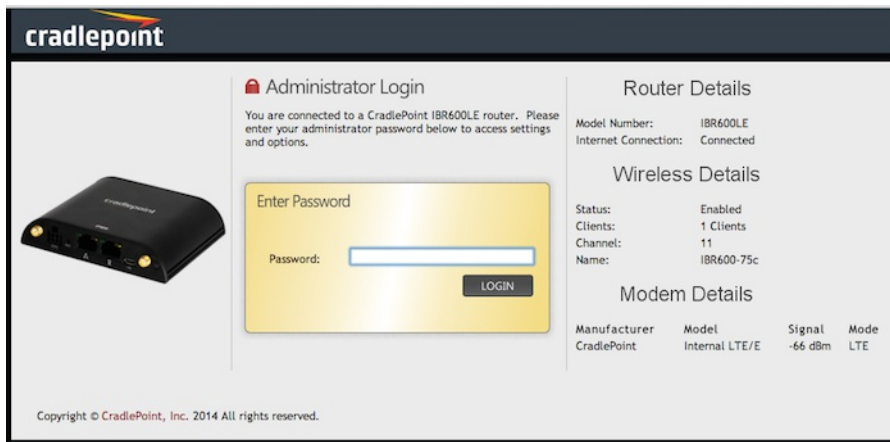 cradlepoint
Administrator Login
You are connected to a CradlePoint IBR600LE router. Please
enter your administrator password below to access settings
and options.
Enter Password
Password:
LOGIN
Router Details
Model Number: IBR600LE
Internet Connection: Connected
Wireless Details
Status: Enabled
Clients: 1 Clients
Channel: 11
Name: IBR600-75c
Modem Details
Manufacturer Model Signal Mode
CradlePoint Internal LTE/E -66 dBm LTE
cradlepoint
Copyright © CradlePoint, Inc. 2014 All rights reserved.